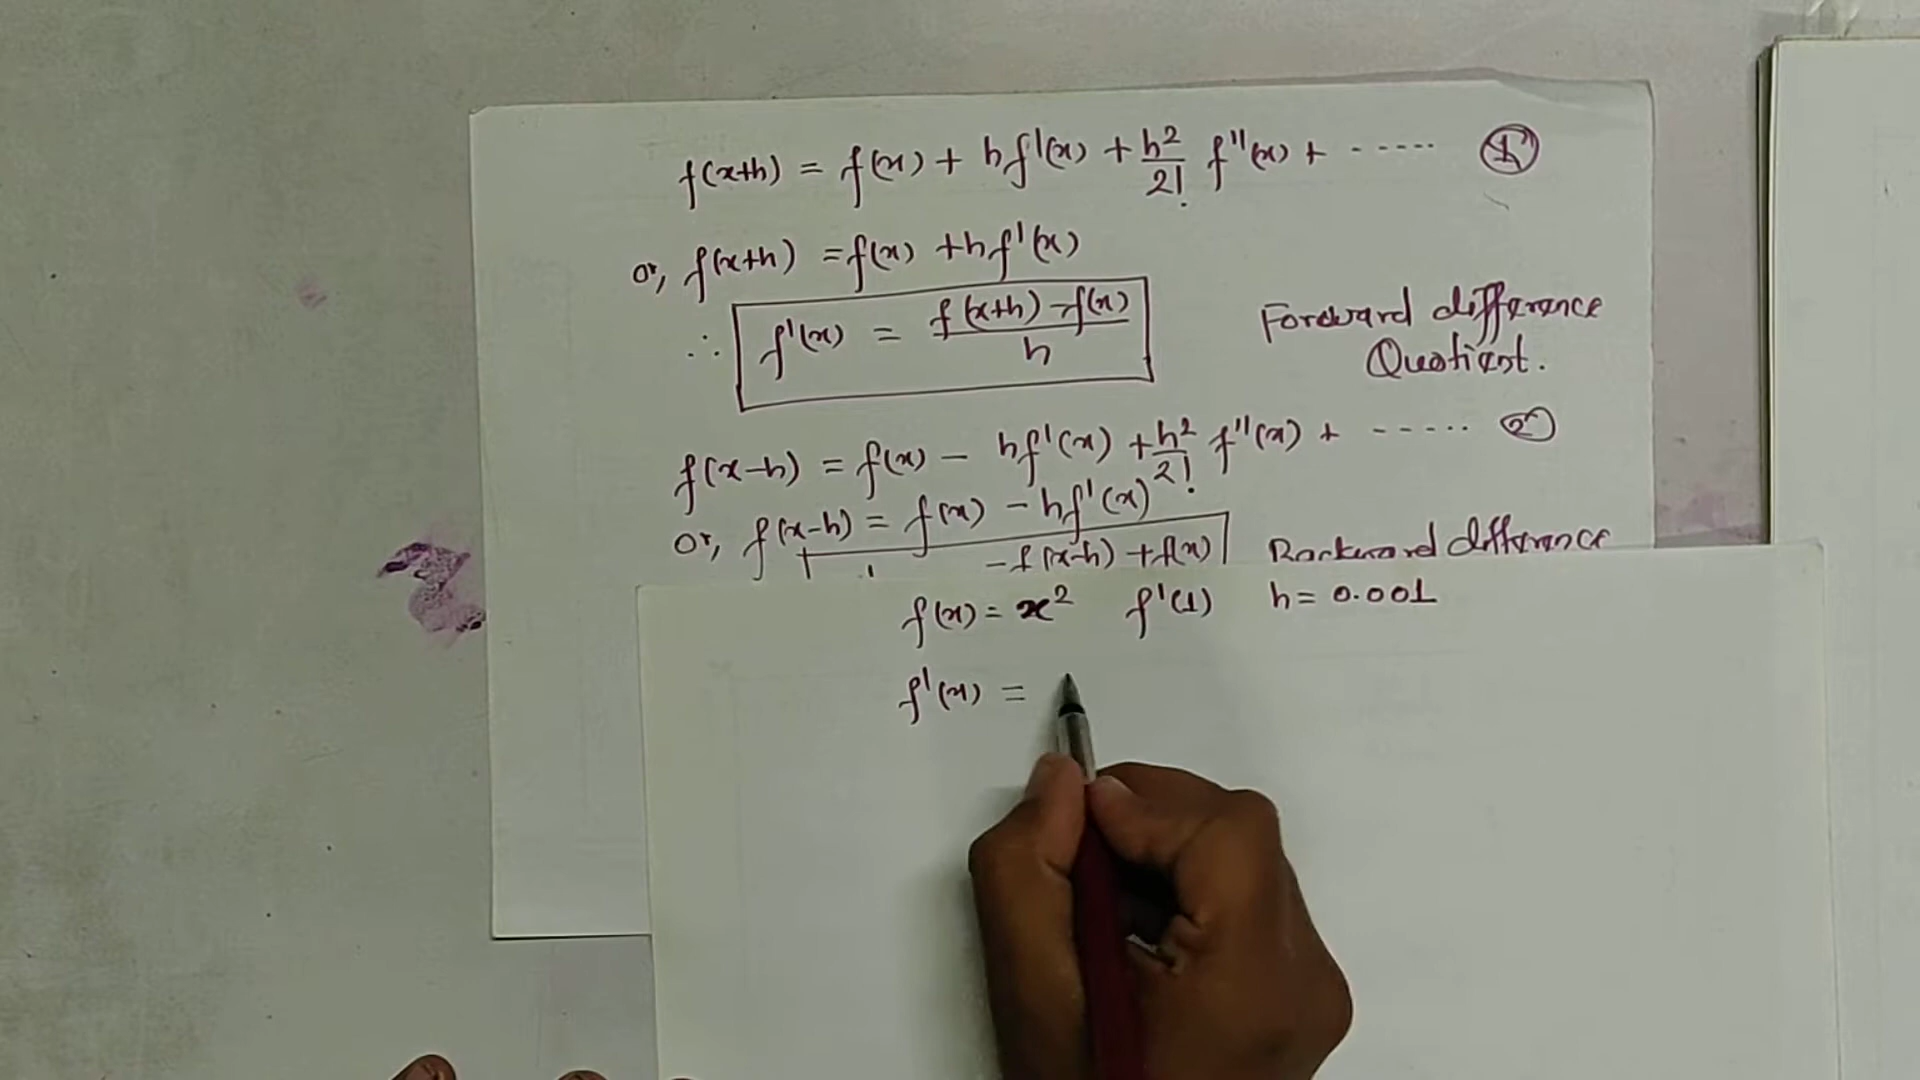 f(x+h) = f(x) + hf'(x) + h²/2! f''(x) + ------ ①
or, f(x+h) = f(x) + hf'(x)
∴ f'(x) = f(x+h) - f(x) / h
Forward difference
Quotient.
f(x-h) = f(x) - hf'(x) + h²/2! f''(x) + ------ ②
or, f(x-h) = f(x) - hf'(x)
-f(x-h) + f(x)
Backward difference
f(x) = x² f'(1) h = 0.001
f'(x) =